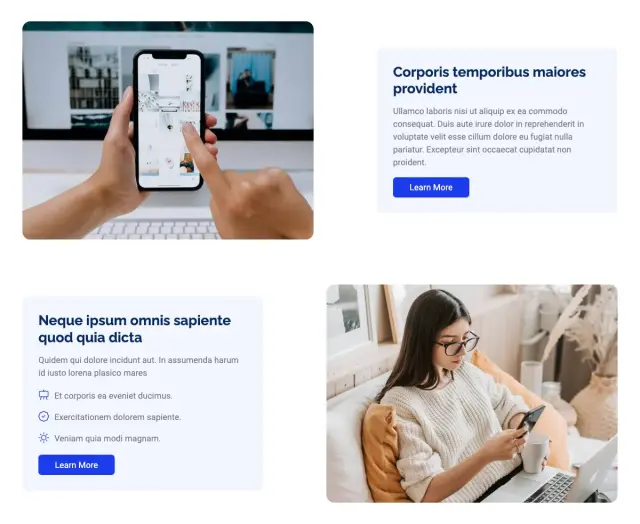 Corporis temporibus maiores
provident
Ullamco laboris nisi ut aliquip ex ea commodo
consequat. Duis aute irure dolor in reprehenderit in
voluptate velit esse cillum dolore eu fugiat nulla
pariatur. Excepteur sint occaecat cupidatat non
proident.
Learn More
Neque ipsum omnis sapiente
quod quia dicta
Quidem qui dolore incidunt aut. In assumenda harum
id iusto lorena plasico mares
Et corporis ea eveniet ducimus.
Exercitationem dolorem sapiente.
Veniam quia modi magnam.
Learn More